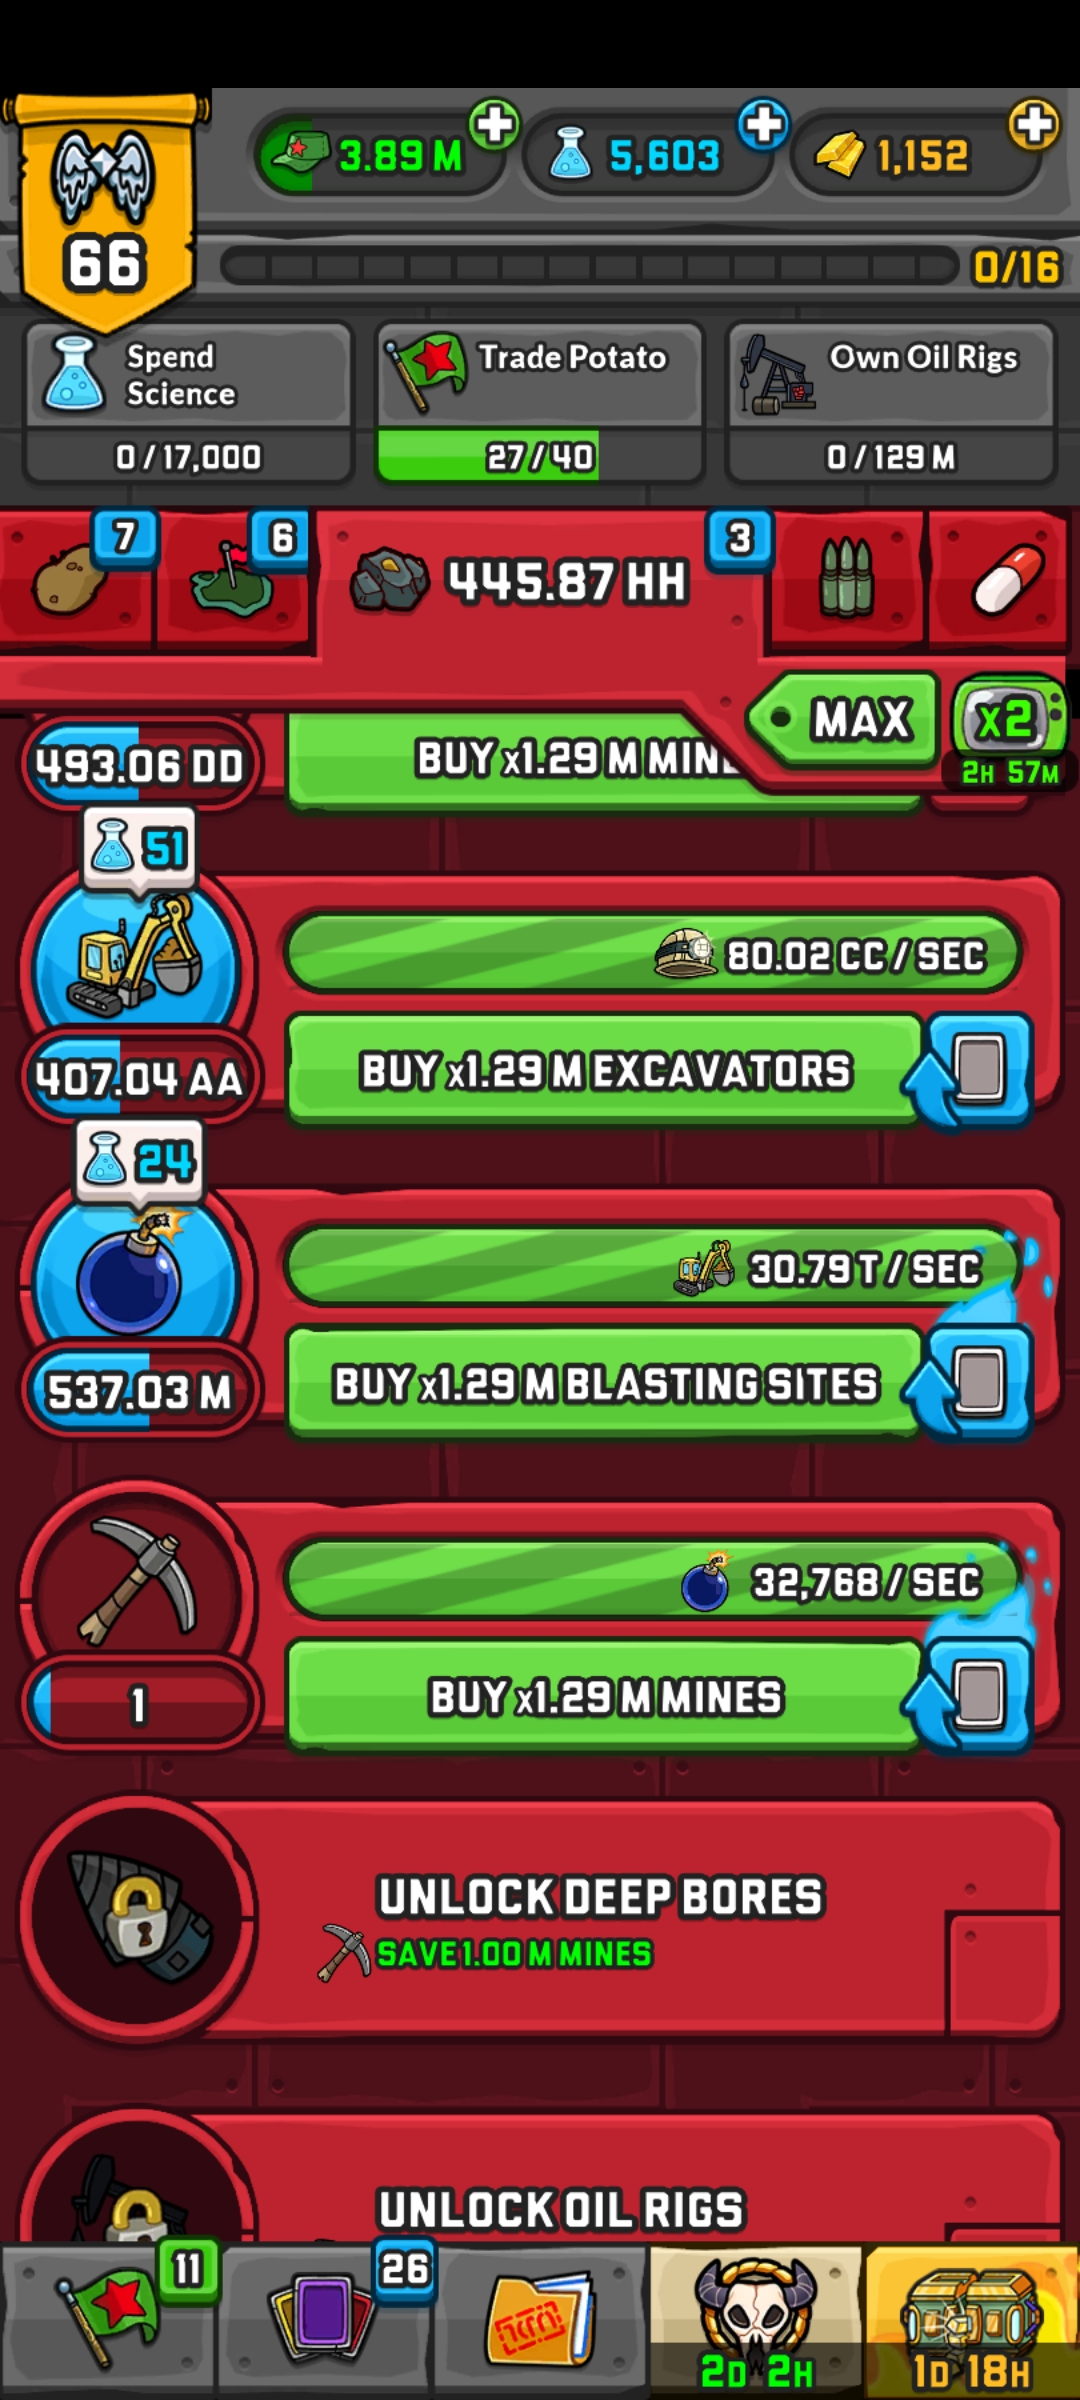 3.89 M
5,603
1,152
66
0/16
Spend
Science
0 / 17,000
Trade Potato
27 / 40
Own Oil Rigs
0 / 129 M
7
6
445.87 HH
3
MAX
X2
2H 57M
493.06 DD
BUY x1.29 M MINE
51
80.02 CC / SEC
407.04 AA
BUY x1.29 M EXCAVATORS
24
30.79 T / SEC
537.03 M
BUY x1.29 M BLASTING SITES
32,768 / SEC
1
BUY x1.29 M MINES
UNLOCK DEEP BORES
SAVE 1.00 M MINES
UNLOCK OIL RIGS
11
26
2D 2H
1D 18H